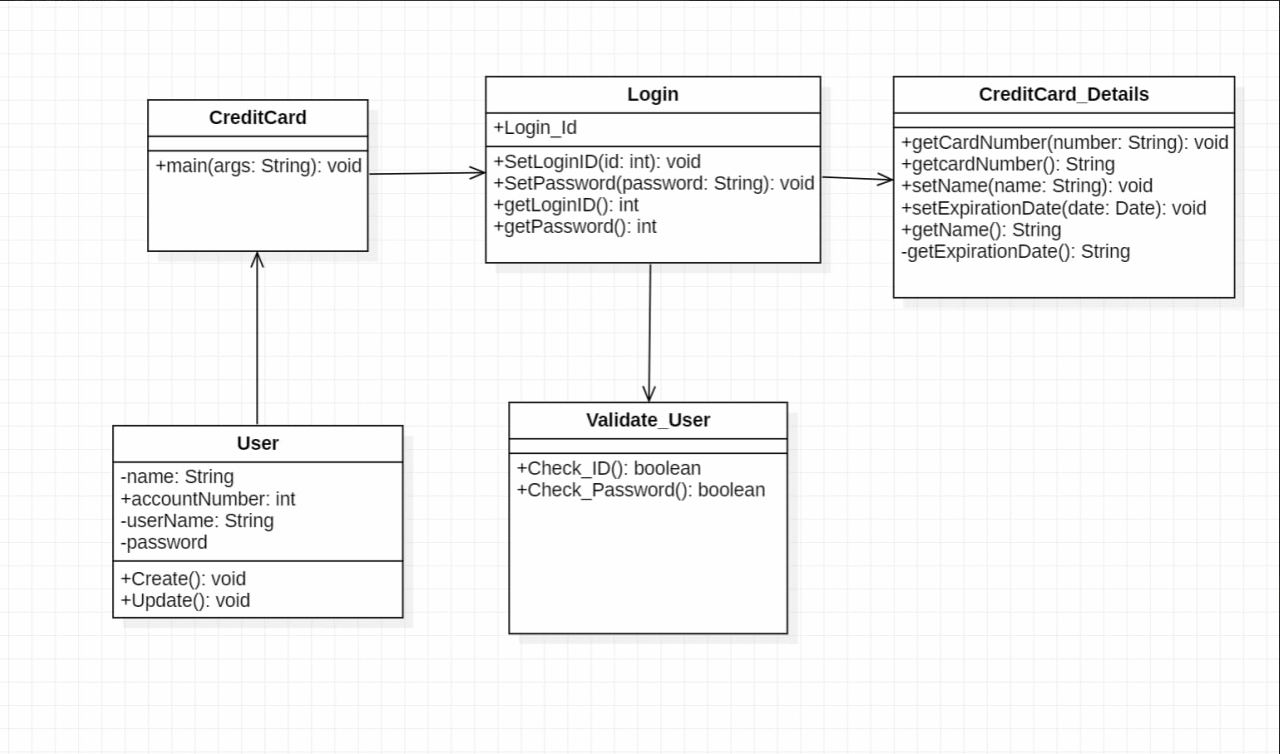 CreditCard
+main(args: String): void
Login
+Login_Id
+SetLoginID(id: int): void
+SetPassword(password: String): void
+getLoginID(): int
+getPassword(): int
CreditCard_Details
+getCardNumber(number: String): void
+getcardNumber(): String
+setName(name: String): void
+setExpirationDate(date: Date): void
+getName(): String
-getExpirationDate(): String
User
-name: String
+accountNumber: int
-userName: String
-password
+Create(): void
+Update(): void
Validate_User
+Check_ID(): boolean
+Check_Password(): boolean